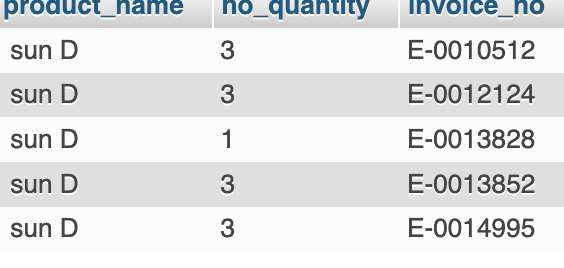 product_name no_quantity invoice_no
sun D 3 E-0010512
sun D 3 E-0012124
sun D 1 E-0013828
sun D 3 E-0013852
sun D 3 E-0014995